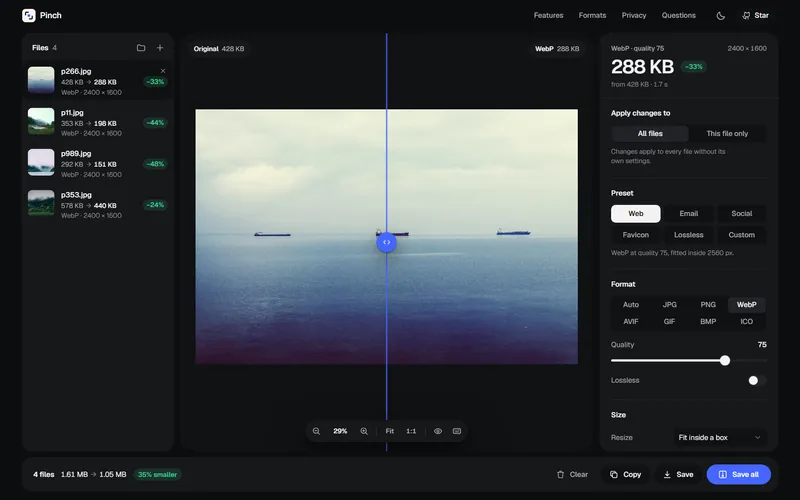 Pinch
Features
Formats
Privacy
Questions
Star
Files 4
p266.jpg
428 KB → 288 KB
−33%
WebP · 2400 × 1600
p11.jpg
353 KB → 198 KB
−44%
WebP · 2400 × 1600
p989.jpg
292 KB → 151 KB
−48%
WebP · 2400 × 1600
p353.jpg
578 KB → 440 KB
−24%
WebP · 2400 × 1600
Original 428 KB
WebP 288 KB
29%
Fit
1:1
WebP · quality 75
2400 × 1600
288 KB
−33%
from 428 KB · 1.7 s
Apply changes to
All files
This file only
Changes apply to every file without its
own settings.
Preset
Web
Email
Social
Favicon
Lossless
Custom
WebP at quality 75, fitted inside 2560 px.
Format
Auto
JPG
PNG
WebP
AVIF
GIF
BMP
ICO
Quality
75
Lossless
Size
Resize
Fit inside a box
4 files
1.61 MB → 1.05 MB
35% smaller
Clear
Copy
Save
Save all